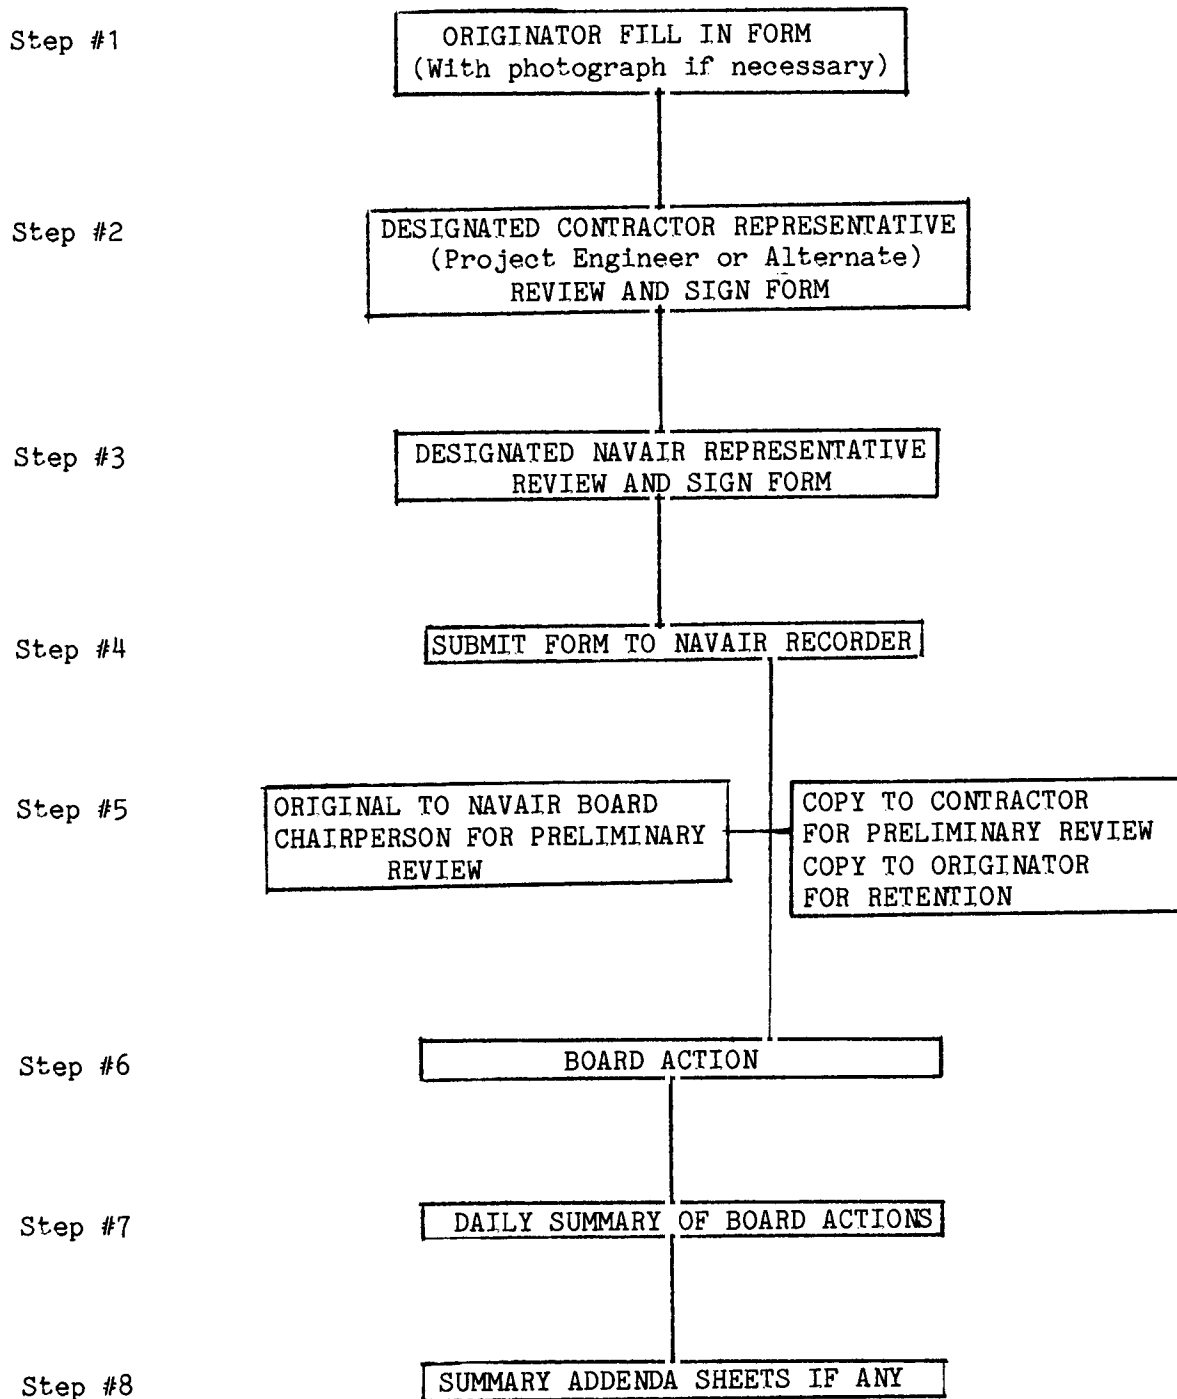 Step #1
ORIGINATOR FILL IN FORM
(With photograph if necessary)
Step #2
DESIGNATED CONTRACTOR REPRESENTATIVE
(Project Engineer or Alternate)
REVIEW AND SIGN FORM
Step #3
DESIGNATED NAVAIR REPRESENTATIVE
REVIEW AND SIGN FORM
Step #4
SUBMIT FORM TO NAVAIR RECORDER
Step #5
ORIGINAL TO NAVAIR BOARD
CHAIRPERSON FOR PRELIMINARY
REVIEW
COPY TO CONTRACTOR
FOR PRELIMINARY REVIEW
COPY TO ORIGINATOR
FOR RETENTION
Step #6
BOARD ACTION
Step #7
DAILY SUMMARY OF BOARD ACTIONS
Step #8
SUMMARY ADDENDA SHEETS IF ANY